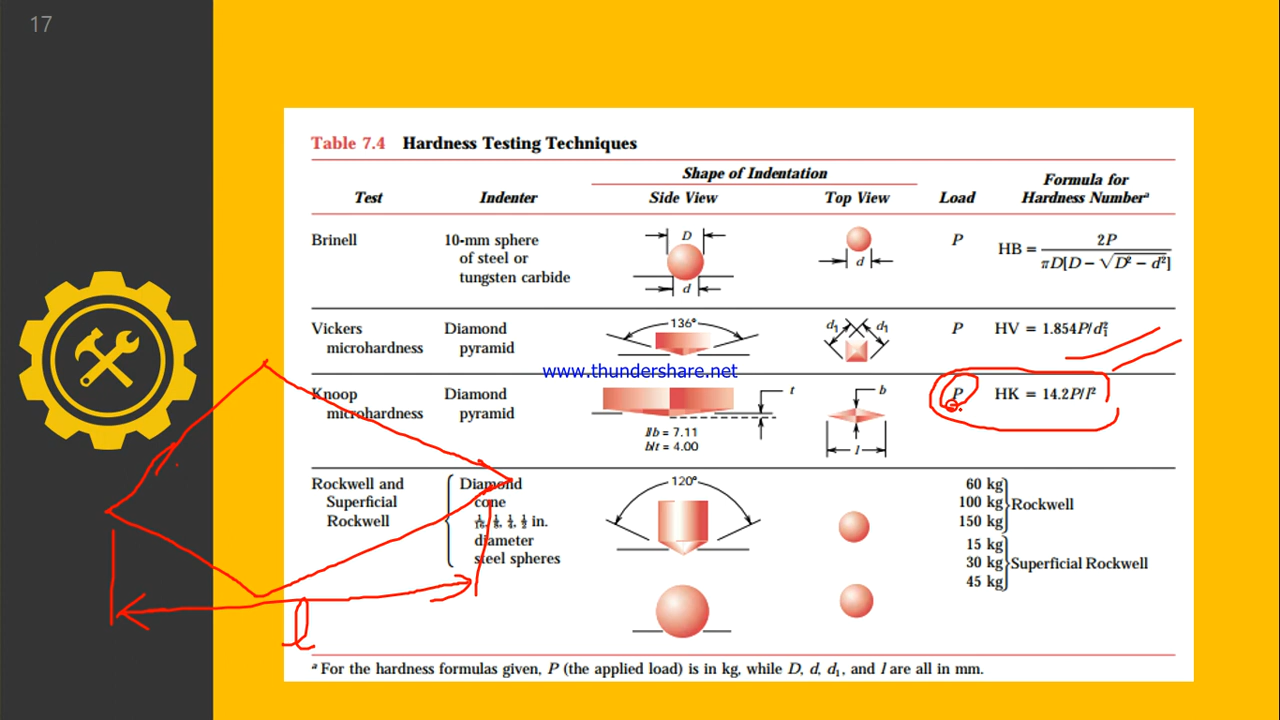 17
Table 7.4 Hardness Testing Techniques
Shape of Indentation
Formula for
Test Indenter Side View Top View Load Hardness Numberᵃ
Brinell 10-mm sphere of steel or tungsten carbide D d d P HB = 2P / πD[D − √D² − d²]
Vickers microhardness Diamond pyramid 136° d₁ d₁ P HV = 1.854P/d₁²
www.thundershare.net
Knoop microhardness Diamond pyramid t b P HK = 14.2P/l²
l/b = 7.11
b/t = 4.00
l
Rockwell and Superficial Rockwell
Diamond cone
1/16, 1/8, 1/4, 1/2 in. diameter steel spheres
120°
60 kg
100 kg Rockwell
150 kg
15 kg
30 kg Superficial Rockwell
45 kg
l
ᵃ For the hardness formulas given, P (the applied load) is in kg, while D, d, d₁, and l are all in mm.